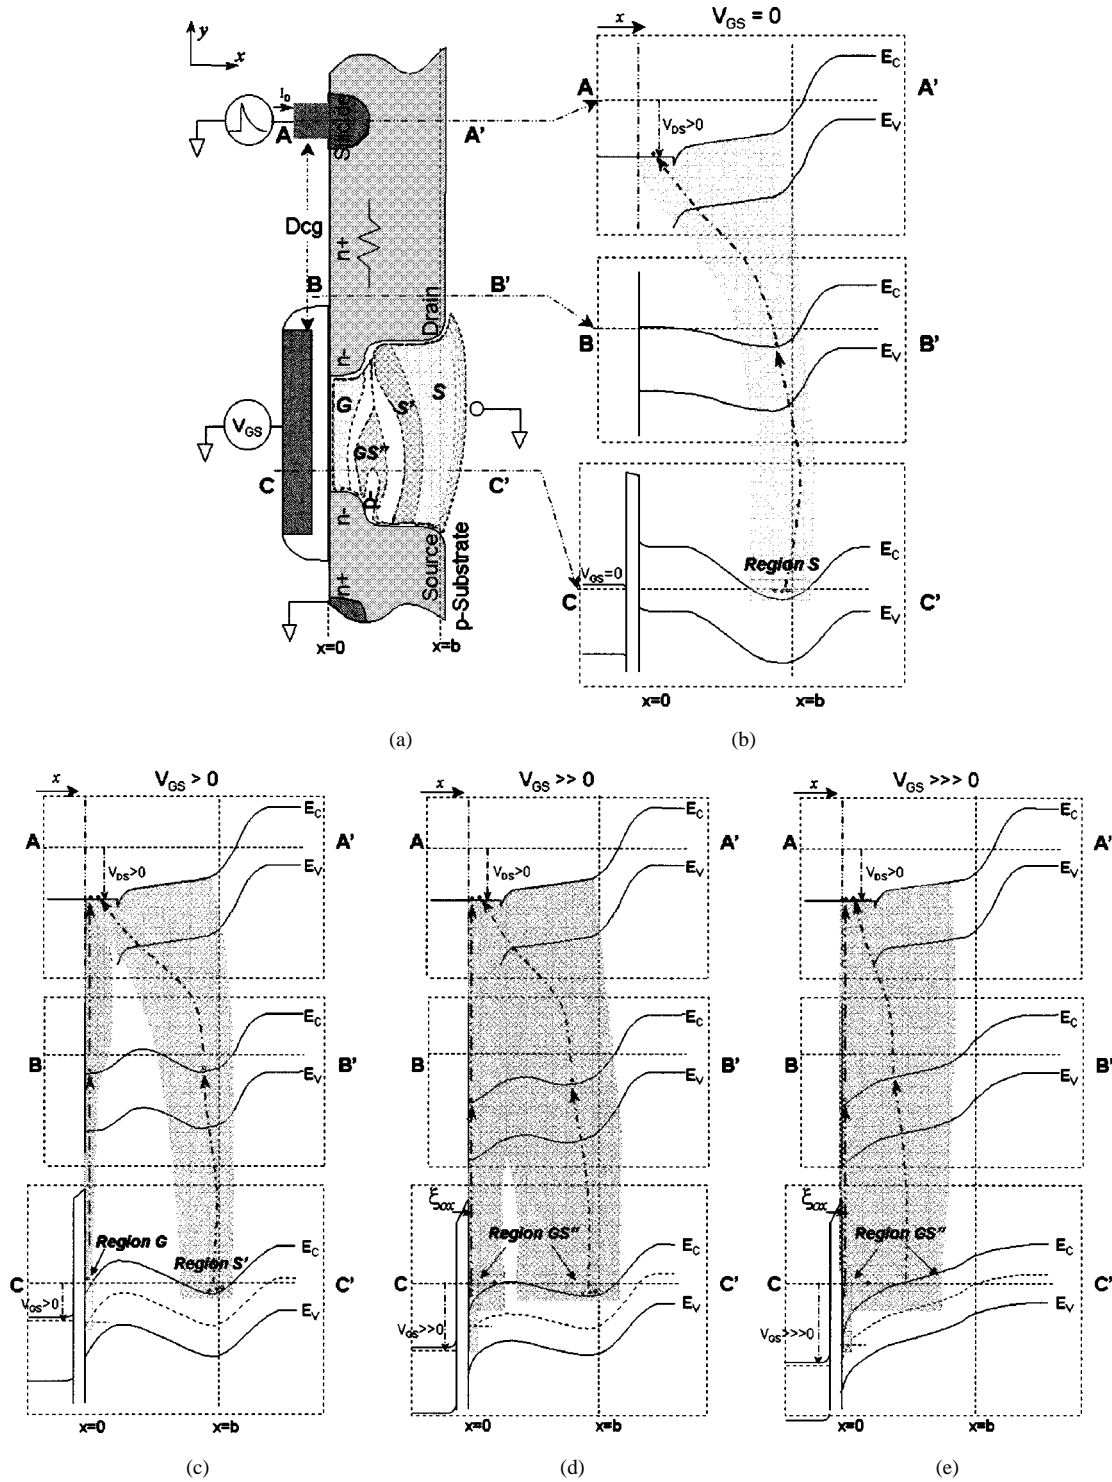 y
x
I_D
A
A'
Silicide
Dcg
n+
B
B'
Drain
n-
G
S'
S
GS"
V_GS
C
C'
p
n-
Source
n+
p-Substrate
x=0
x=b
(a)
x
V_GS = 0
A
A'
V_DS>0
E_C
E_V
B
B'
E_C
E_V
Region S
V_GS=0
C
C'
E_C
E_V
x=0
x=b
(b)
x
V_GS > 0
A
A'
V_DS>0
E_C
E_V
B
B'
E_C
E_V
Region G
Region S'
C
C'
V_GS>0
E_C
E_V
x=0
x=b
(c)
x
V_GS >> 0
A
A'
V_DS>0
E_C
E_V
B
B'
E_C
E_V
ξ_ox
Region GS"
C
C'
V_GS>>0
E_C
E_V
x=0
x=b
(d)
x
V_GS >>> 0
A
A'
V_DS>0
E_C
E_V
B
B'
E_C
E_V
ξ_ox
Region GS"
C
C'
V_GS>>>0
E_C
E_V
x=0
x=b
(e)